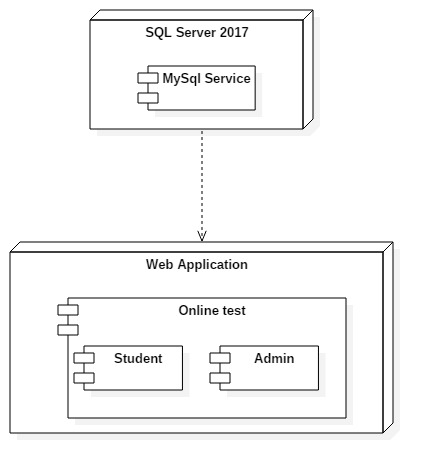 SQL Server 2017
MySql Service
Web Application
Online test
Student
Admin